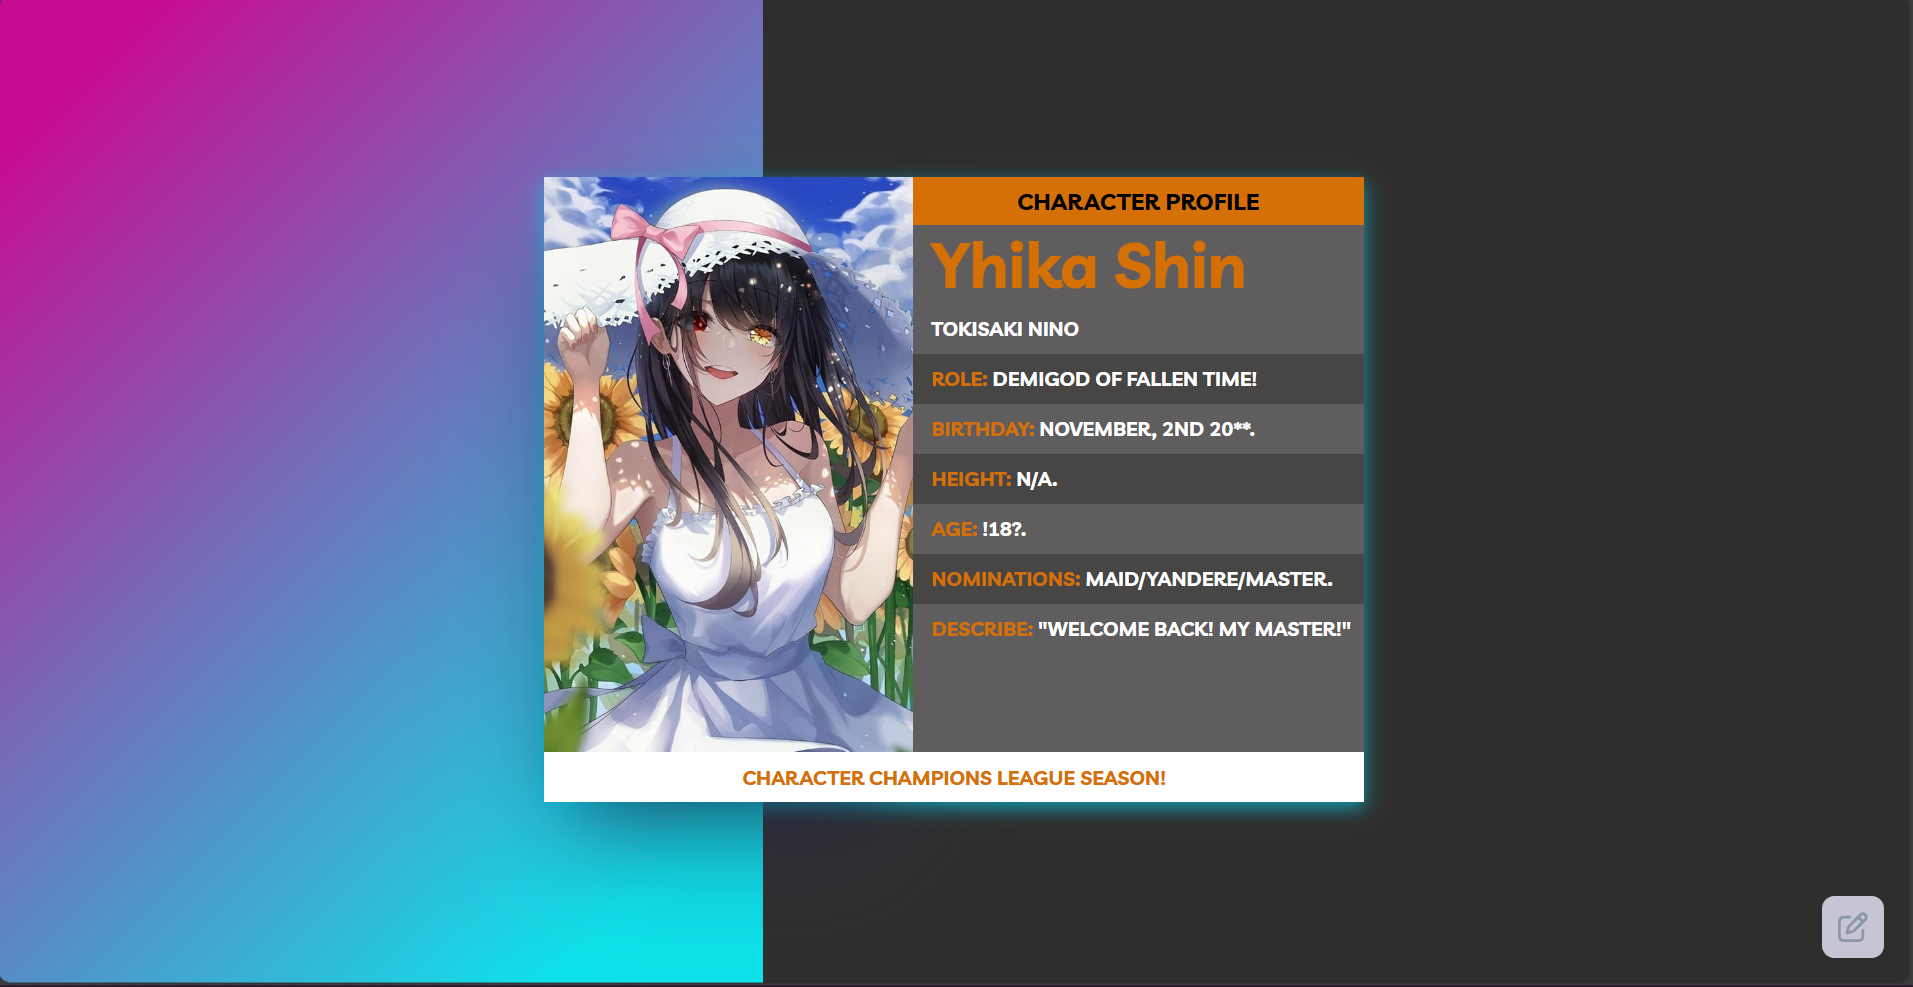 CHARACTER PROFILE
Yhika Shin
TOKISAKI NINO
ROLE: DEMIGOD OF FALLEN TIME!
BIRTHDAY: NOVEMBER, 2ND 20**.
HEIGHT: N/A.
AGE: !18?.
NOMINATIONS: MAID/YANDERE/MASTER.
DESCRIBE: "WELCOME BACK! MY MASTER!"
CHARACTER CHAMPIONS LEAGUE SEASON!